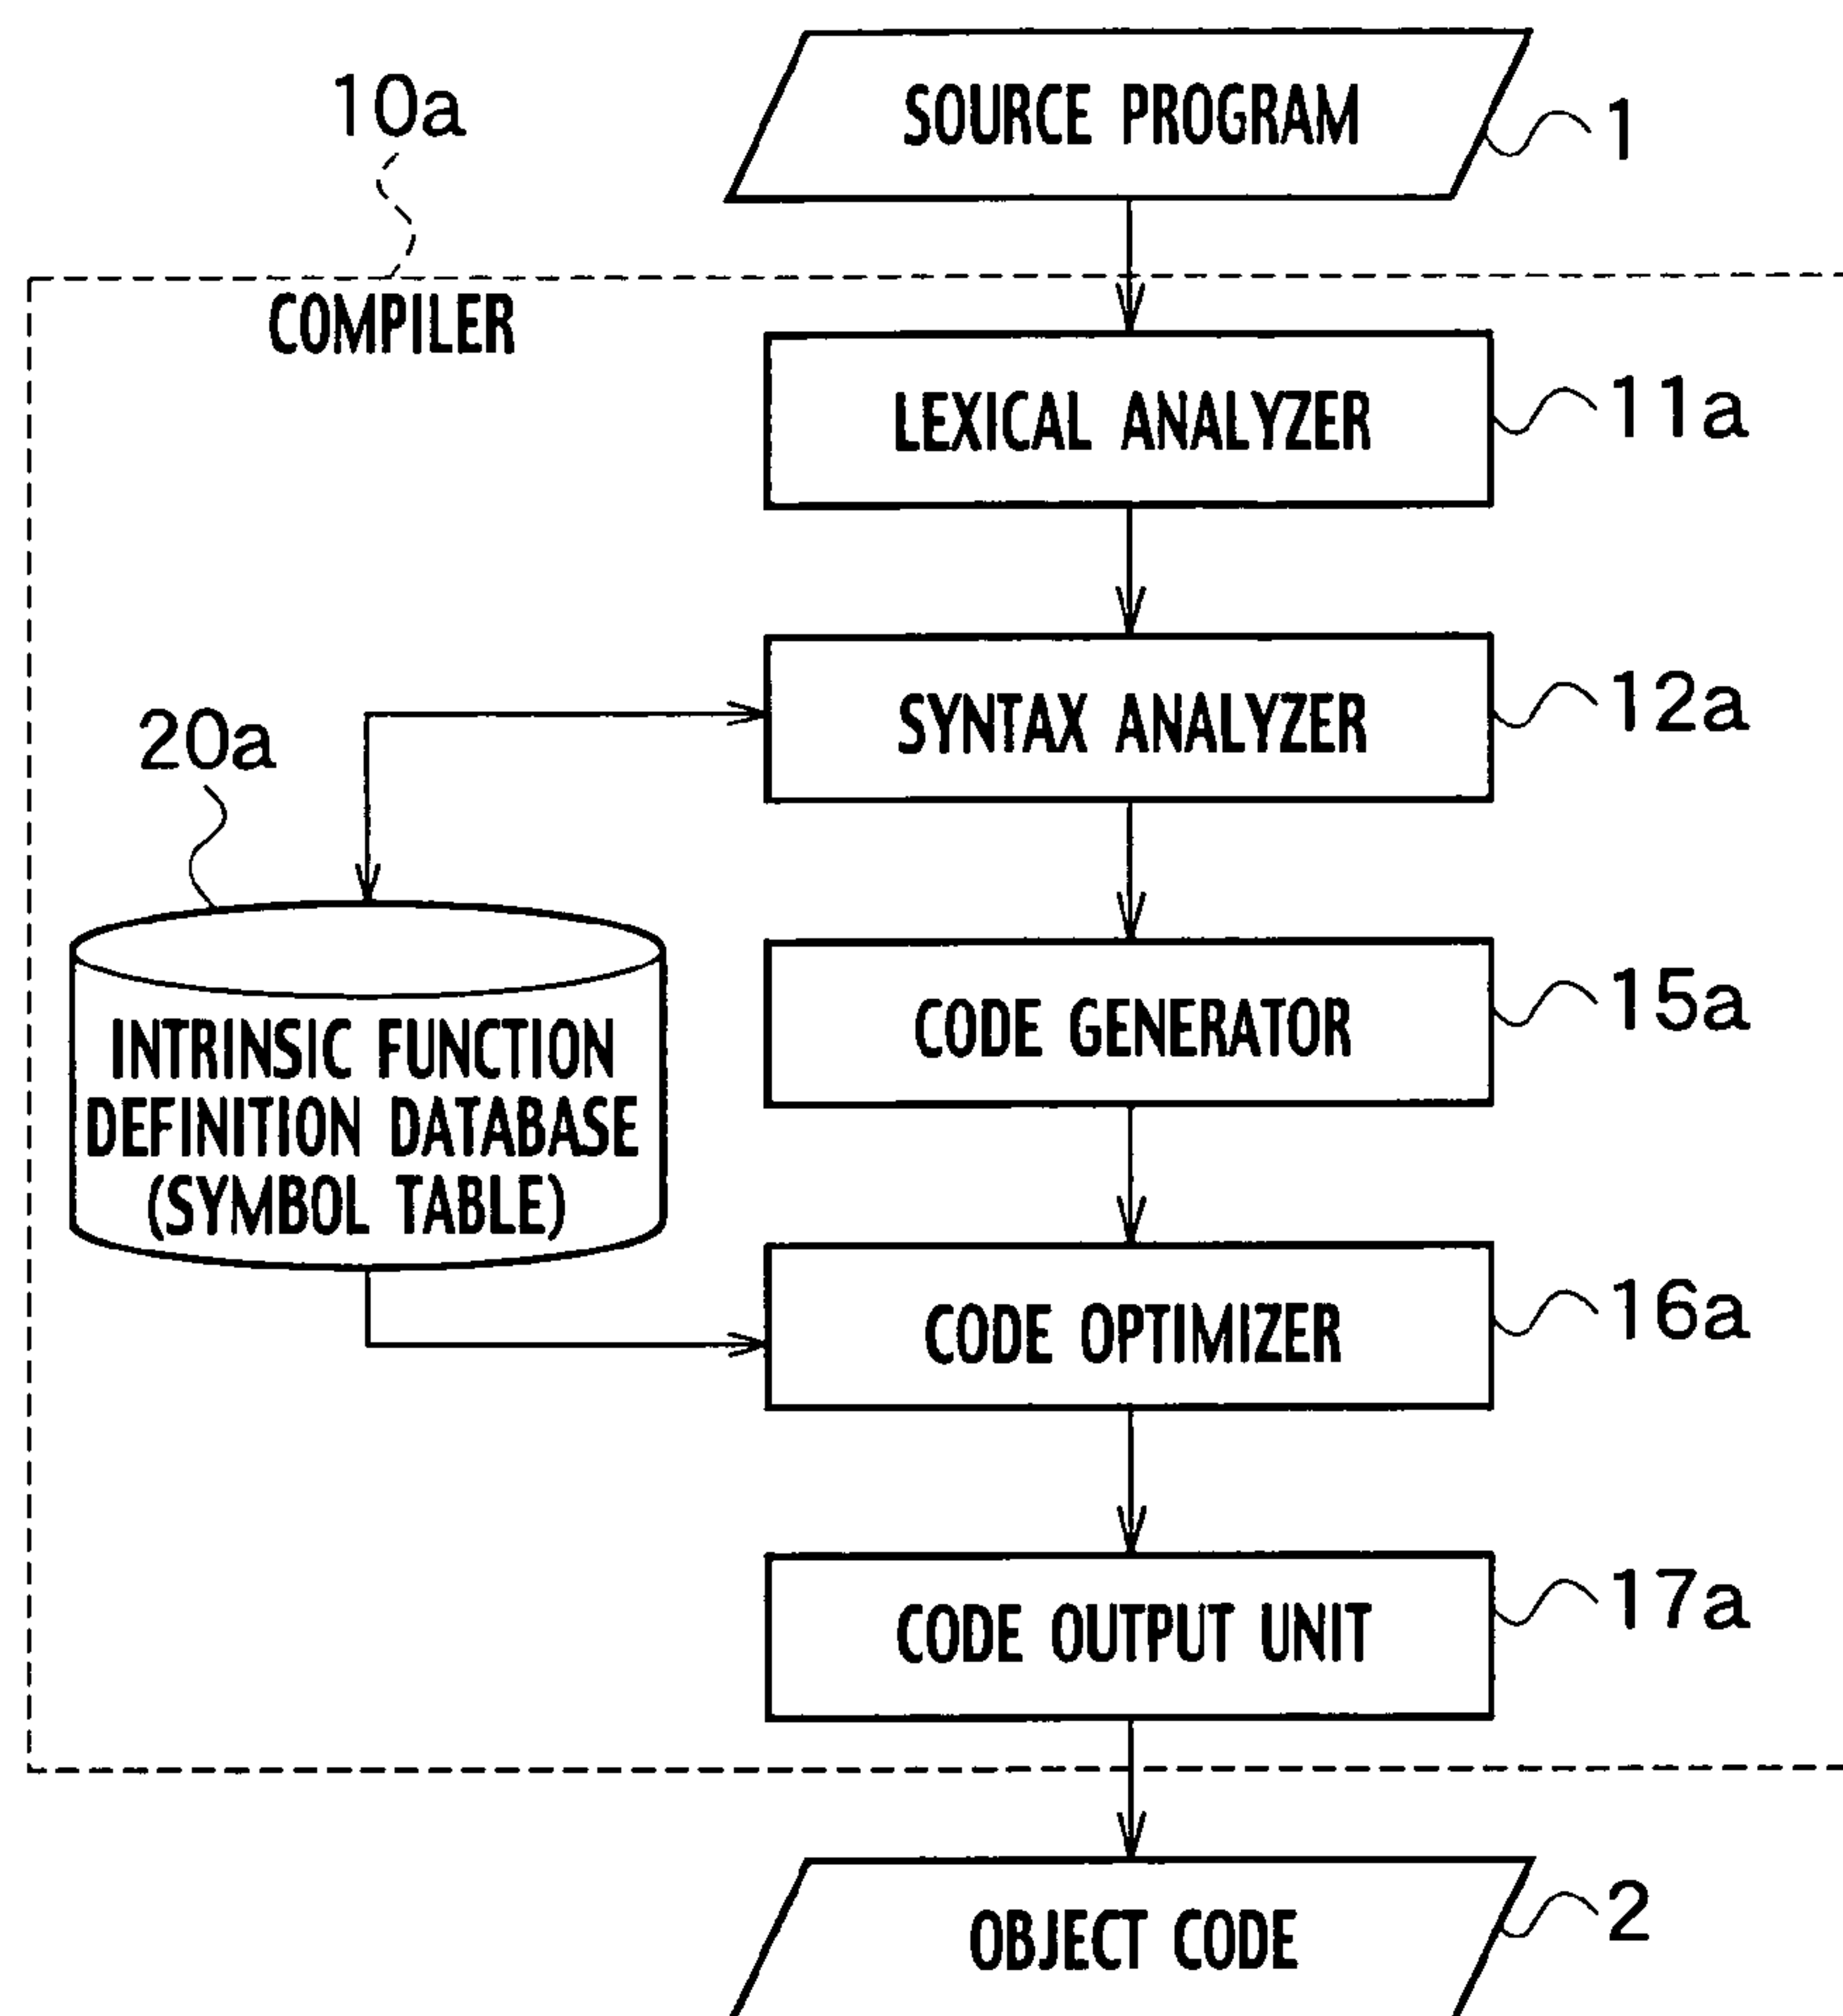 10a
SOURCE PROGRAM
1
COMPILER
LEXICAL ANALYZER
11a
SYNTAX ANALYZER
12a
20a
INTRINSIC FUNCTION
DEFINITION DATABASE
(SYMBOL TABLE)
CODE GENERATOR
15a
CODE OPTIMIZER
16a
CODE OUTPUT UNIT
17a
OBJECT CODE
2